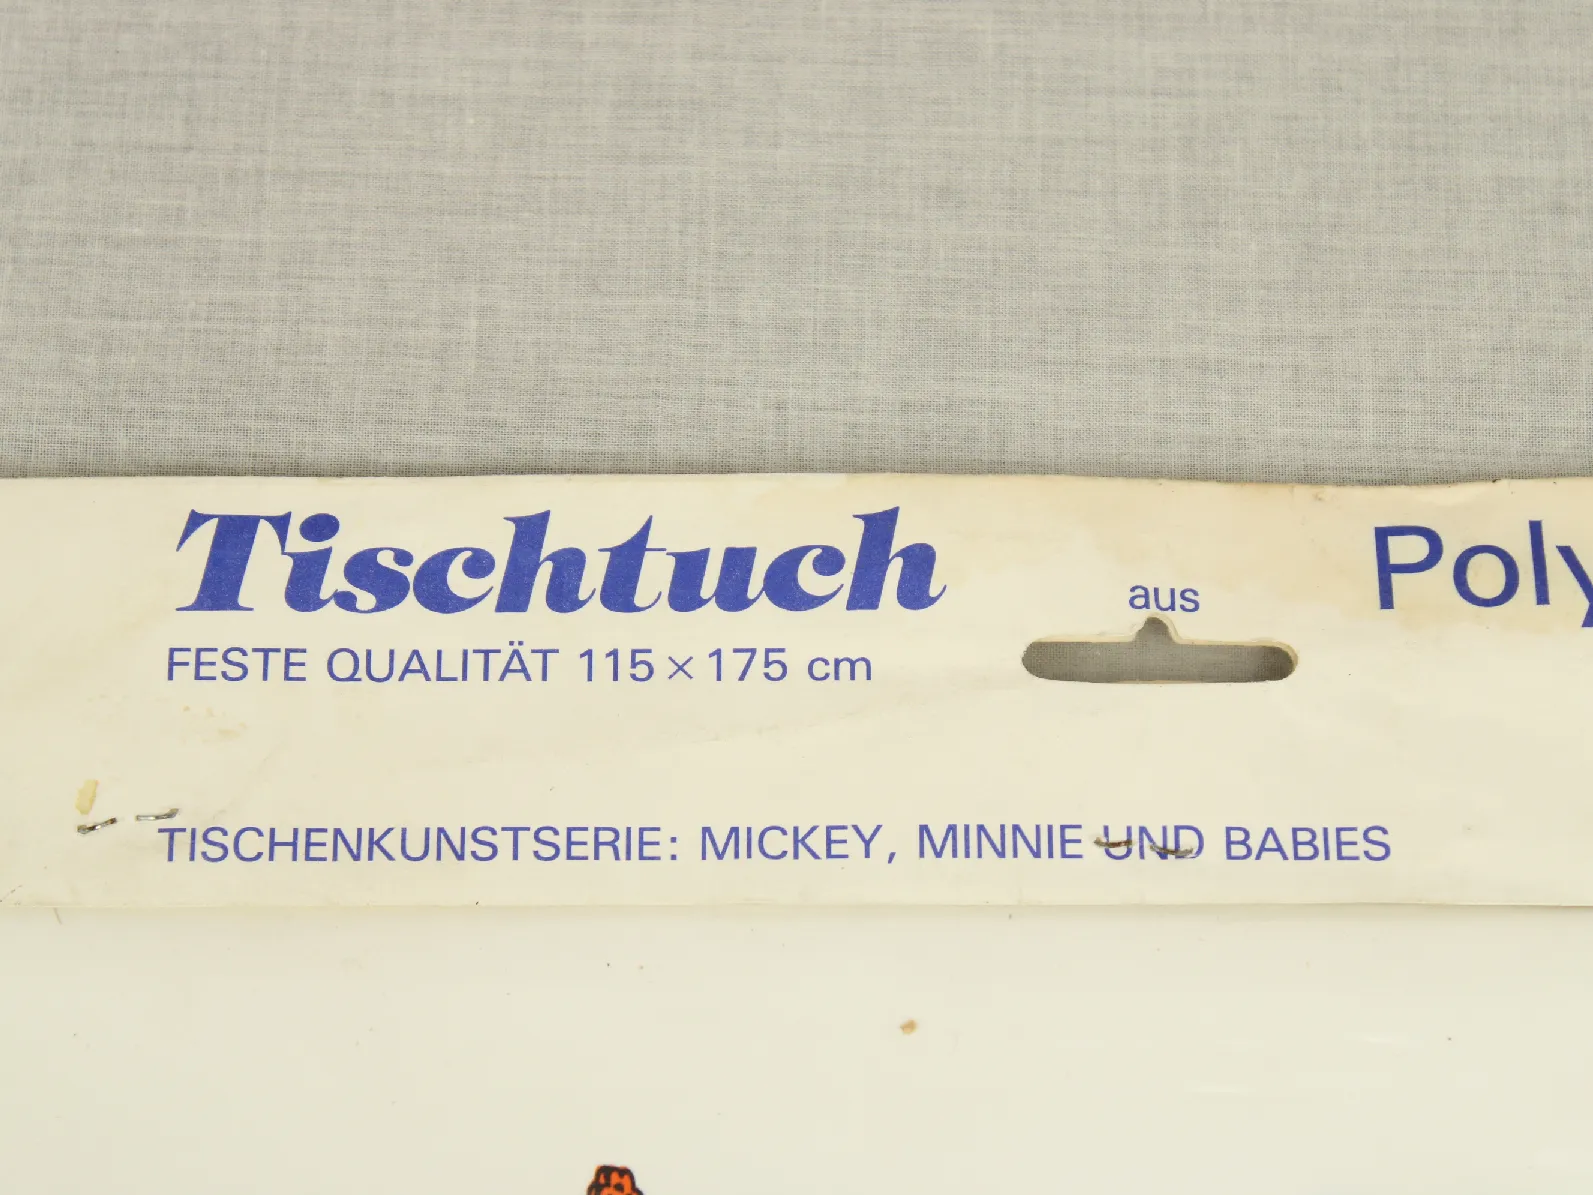 Tischtuch
aus
FESTE QUALITÄT 115 × 175 cm
TISCHENKUNSTSERIE: MICKEY, MINNIE UND BABIES